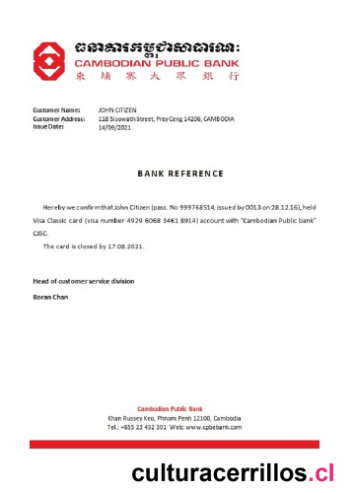 ធនាគារកម្ពុជាសាធារណៈ
CAMBODIAN PUBLIC BANK
柬 埔 寨 大 眾 銀 行
Customer Name: JOHN CITIZEN
Customer Address: 118 Sisowath Street, Prey Ceng 14206, CAMBODIA
Issue Date: 14/09/2021
BANK REFERENCE
Hereby we confirm that John Citizen (pass. No 999768514, issued by 0013 on 28.12.16), held
Visa Classic card (visa number 4929 6068 3461 8914) account with "Cambodian Public bank"
CJSC.
The card is closed by 17.08.2021.
Head of customer service division
Boran Chan
Cambodian Public Bank
Khan Russey Keo, Phnom Penh 12100, Cambodia
Tel.: +855 23 432 301 Web: www.cpbebank.com
culturacerrillos.cl